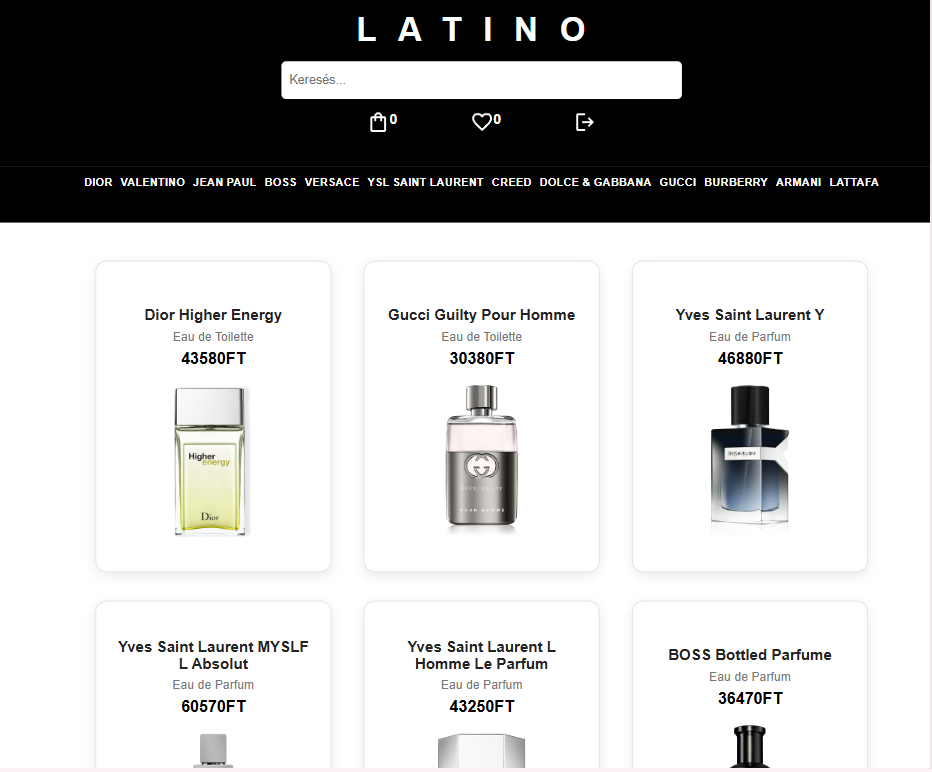 L A T I N O
Keresés...
0
0
DIOR VALENTINO JEAN PAUL BOSS VERSACE YSL SAINT LAURENT CREED DOLCE & GABBANA GUCCI BURBERRY ARMANI LATTAFA
Dior Higher Energy
Eau de Toilette
43580FT
Higher
energy
Dior
Gucci Guilty Pour Homme
Eau de Toilette
30380FT
POUR HOMME
Yves Saint Laurent Y
Eau de Parfum
46880FT
Yves Saint Laurent MYSLF
L Absolut
Eau de Parfum
60570FT
Yves Saint Laurent L
Homme Le Parfum
Eau de Parfum
43250FT
BOSS Bottled Parfume
Eau de Parfum
36470FT